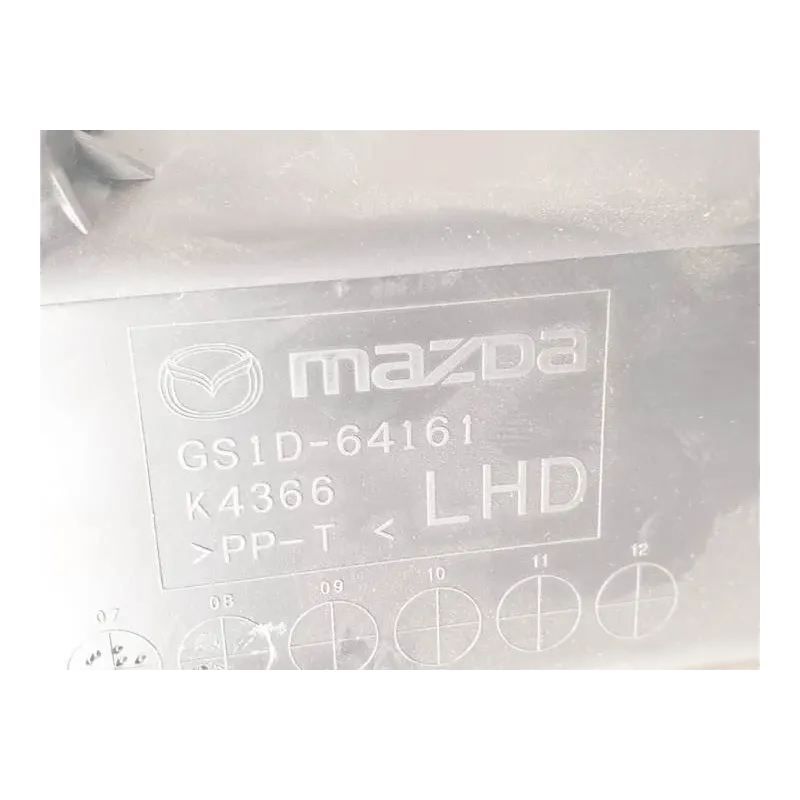 mazda
GS1D-64161
K4366
LHD
>PP-T <
07 08 09 10 11 12